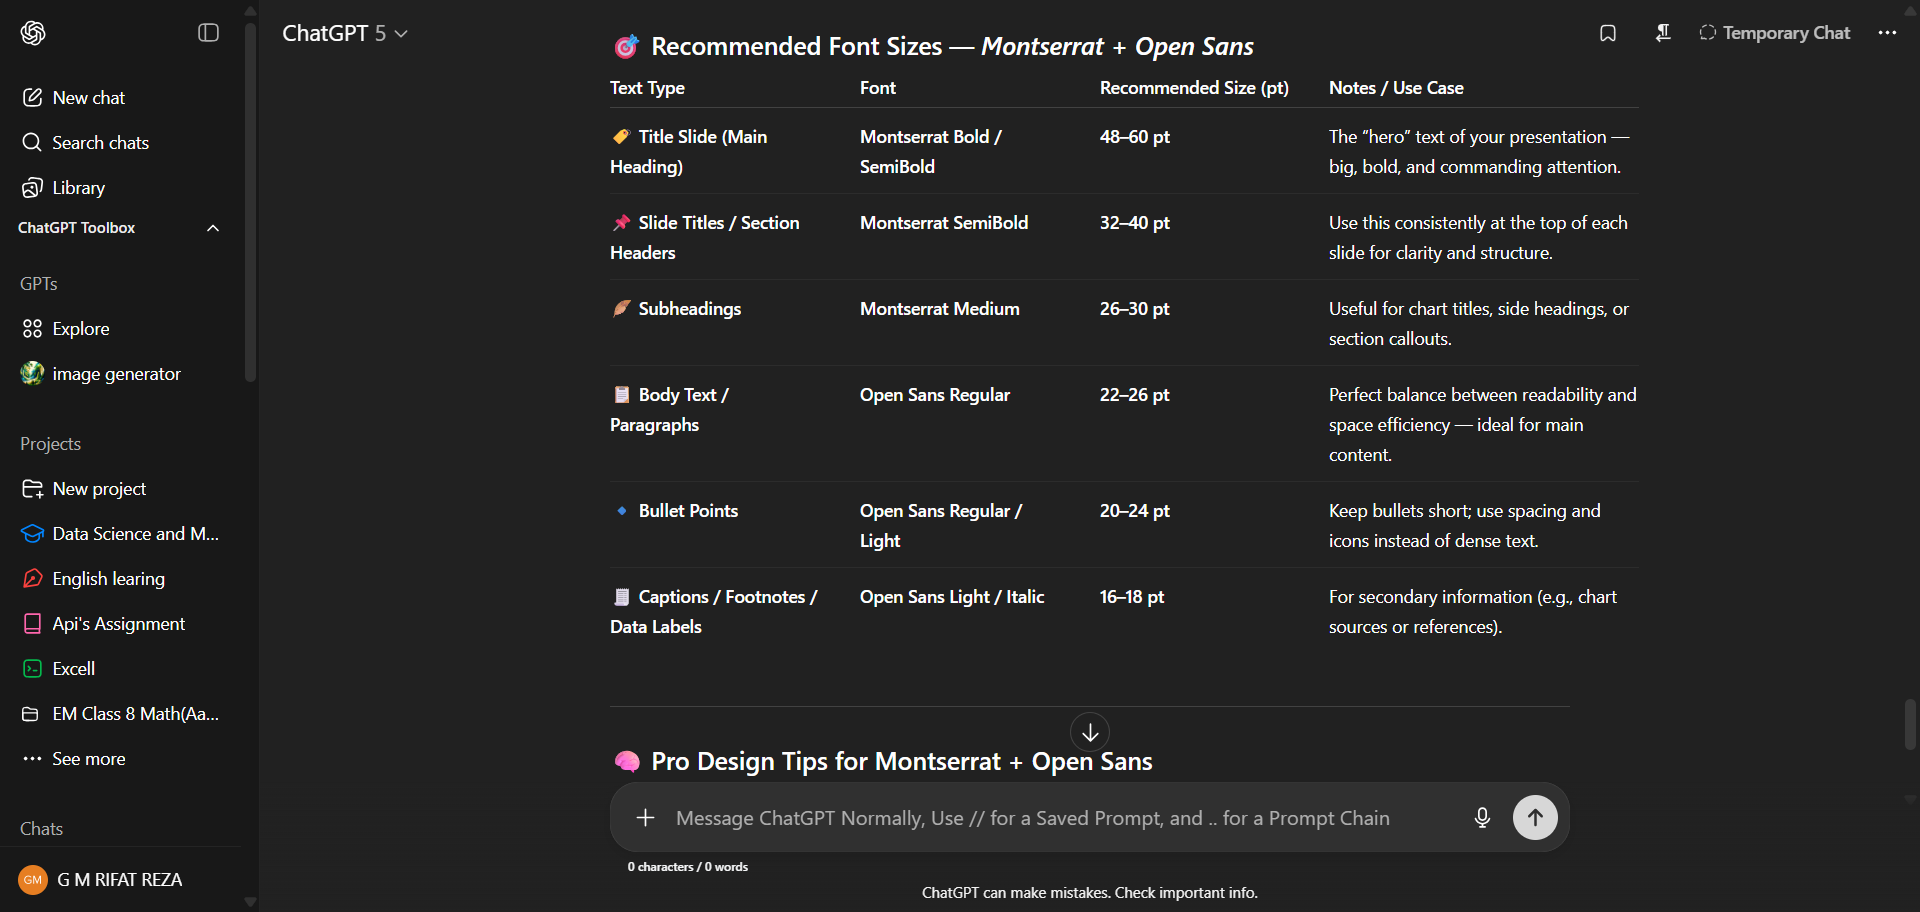 ChatGPT 5
Temporary Chat
New chat
Search chats
Library
ChatGPT Toolbox
GPTs
Explore
image generator
Projects
New project
Data Science and M...
English learing
Api's Assignment
Excell
EM Class 8 Math(Aa...
See more
Chats
GM
G M RIFAT REZA
Recommended Font Sizes — Montserrat + Open Sans
Text Type Font Recommended Size (pt) Notes / Use Case
Title Slide (Main Montserrat Bold / 48–60 pt The “hero” text of your presentation —
Heading) SemiBold big, bold, and commanding attention.
Slide Titles / Section Montserrat SemiBold 32–40 pt Use this consistently at the top of each
Headers slide for clarity and structure.
Subheadings Montserrat Medium 26–30 pt Useful for chart titles, side headings, or
section callouts.
Body Text / Open Sans Regular 22–26 pt Perfect balance between readability and
Paragraphs space efficiency — ideal for main
content.
Bullet Points Open Sans Regular / 20–24 pt Keep bullets short; use spacing and
Light icons instead of dense text.
Captions / Footnotes / Open Sans Light / Italic 16–18 pt For secondary information (e.g., chart
Data Labels sources or references).
Pro Design Tips for Montserrat + Open Sans
Message ChatGPT Normally, Use // for a Saved Prompt, and .. for a Prompt Chain
0 characters / 0 words
ChatGPT can make mistakes. Check important info.